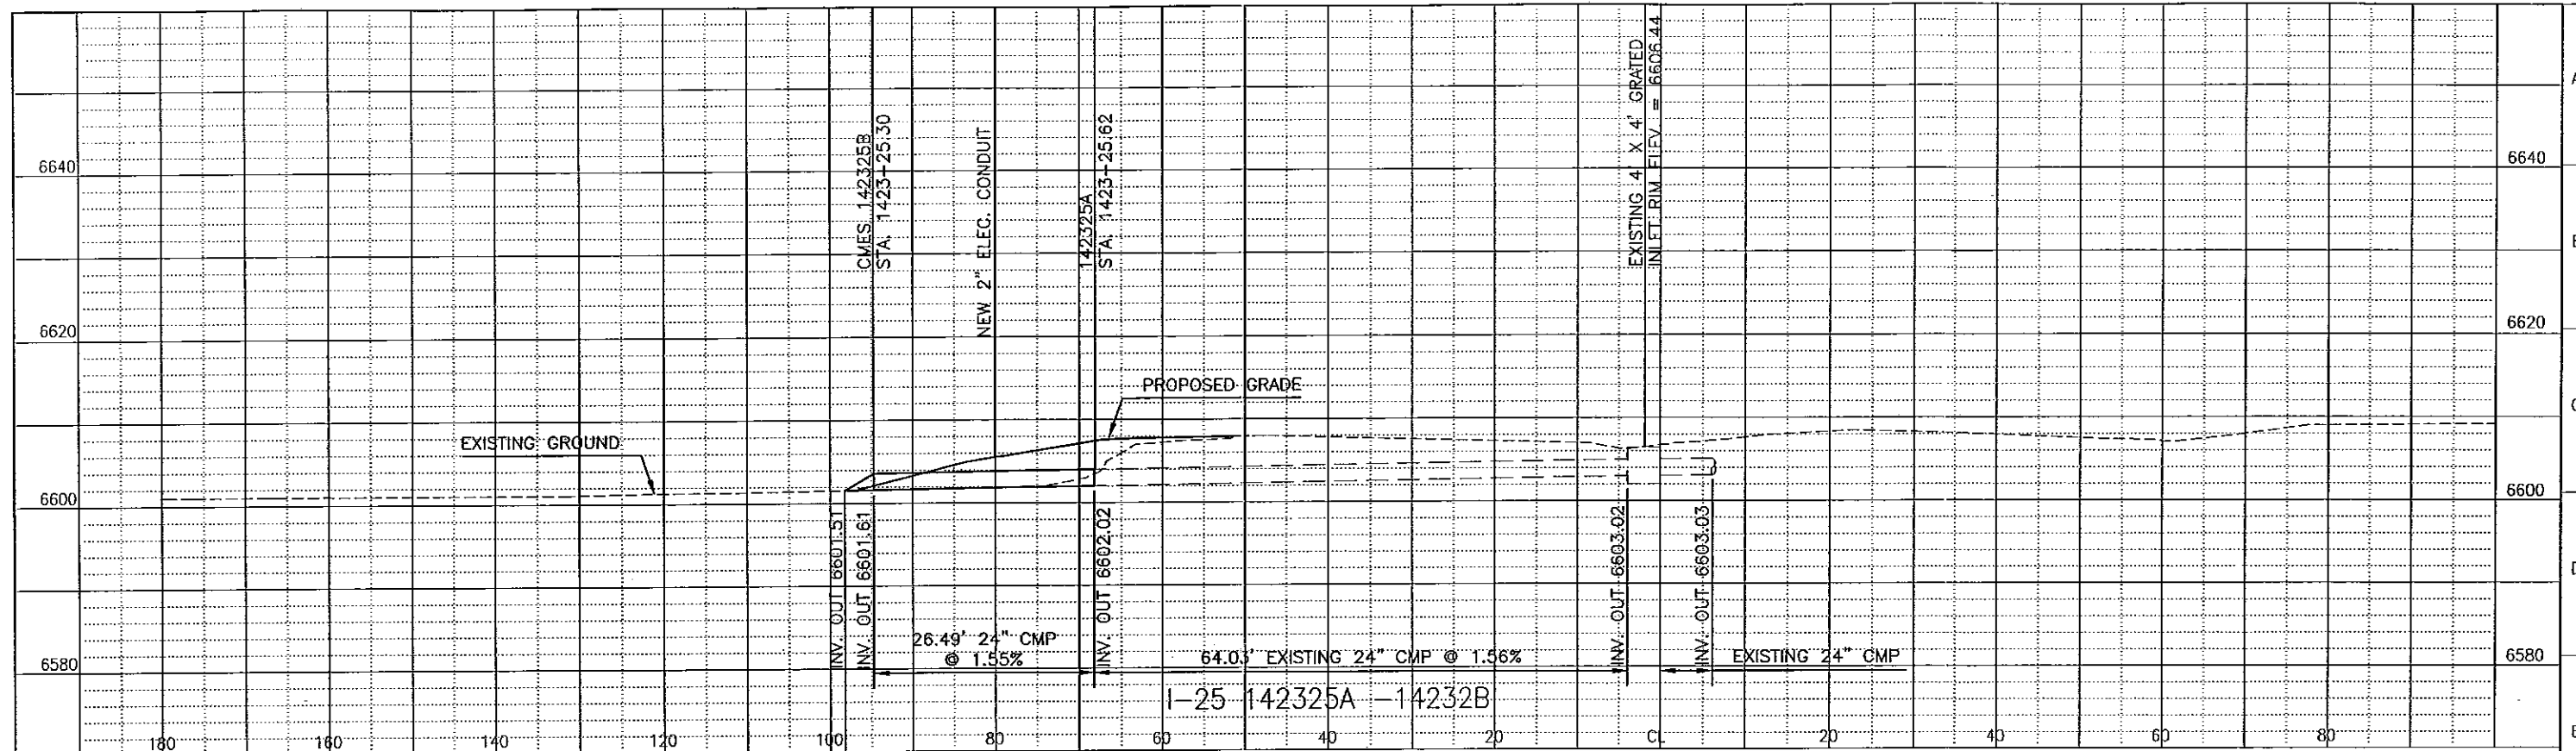 CMES 142325B
STA. 1423-25.30
NEW 2" ELEC. CONDUIT
142325A
STA. 1423-25.62
EXISTING 4' X 4' GRATED
INLET RIM ELEV. = 6606.44
6640
6640
6620
6620
PROPOSED GRADE
EXISTING GROUND
6600
6600
INV. OUT 6601.51
INV. OUT 6601.61
INV. OUT 6602.02
INV. OUT 6603.02
INV. OUT 6603.03
26.49' 24" CMP
@ 1.55%
64.03' EXISTING 24" CMP @ 1.56%
EXISTING 24" CMP
6580
6580
I-25 142325A -14232B
180 160 140 120 100 80 60 40 20 CL 20 40 60 80